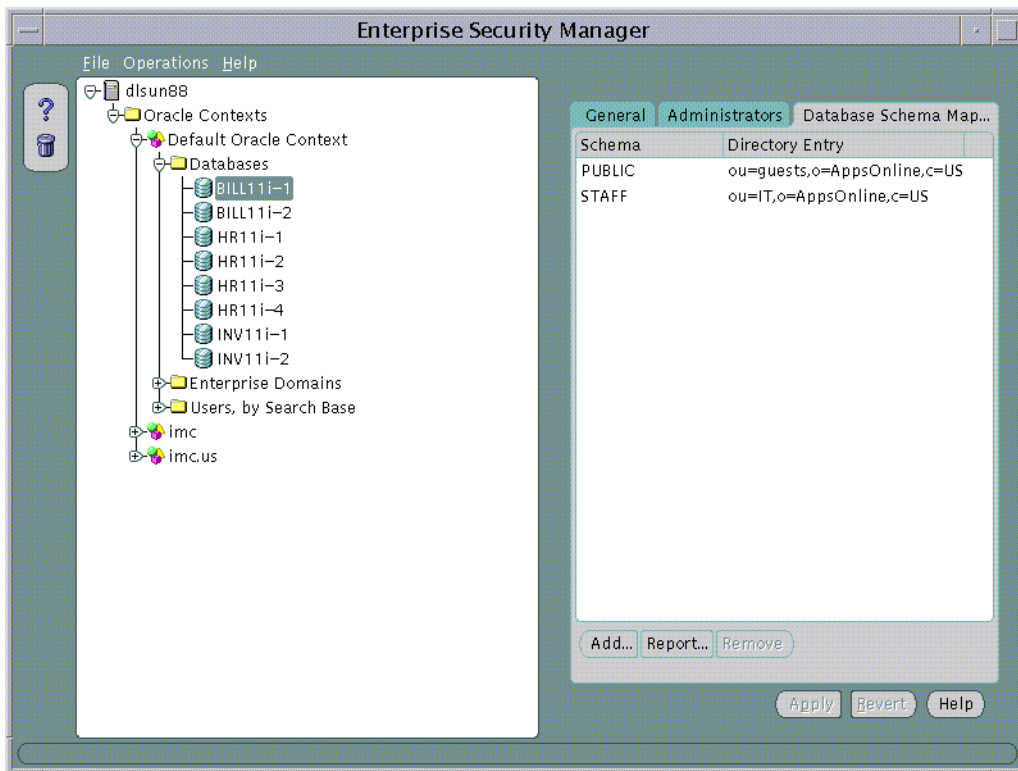 Enterprise Security Manager
File Operations Help
dlsun88
Oracle Contexts
Default Oracle Context
Databases
BILL11i-1
BILL11i-2
HR11i-1
HR11i-2
HR11i-3
HR11i-4
INV11i-1
INV11i-2
Enterprise Domains
Users, by Search Base
imc
imc.us
?
General Administrators Database Schema Map...
Schema Directory Entry
PUBLIC ou=guests,o=AppsOnline,c=US
STAFF ou=IT,o=AppsOnline,c=US
Add... Report... Remove
Apply Revert Help